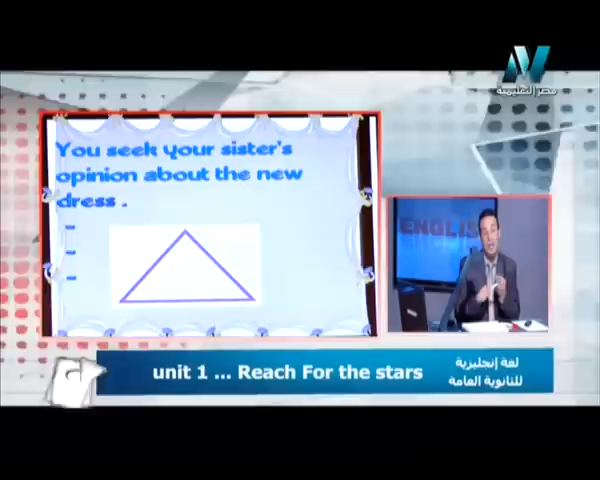 مصر التعليمية
You seek your sister's
opinion about the new
dress .
-
-
-
ENGLIS
unit 1 ... Reach For the stars
لغة إنجليزية
للثانوية العامة